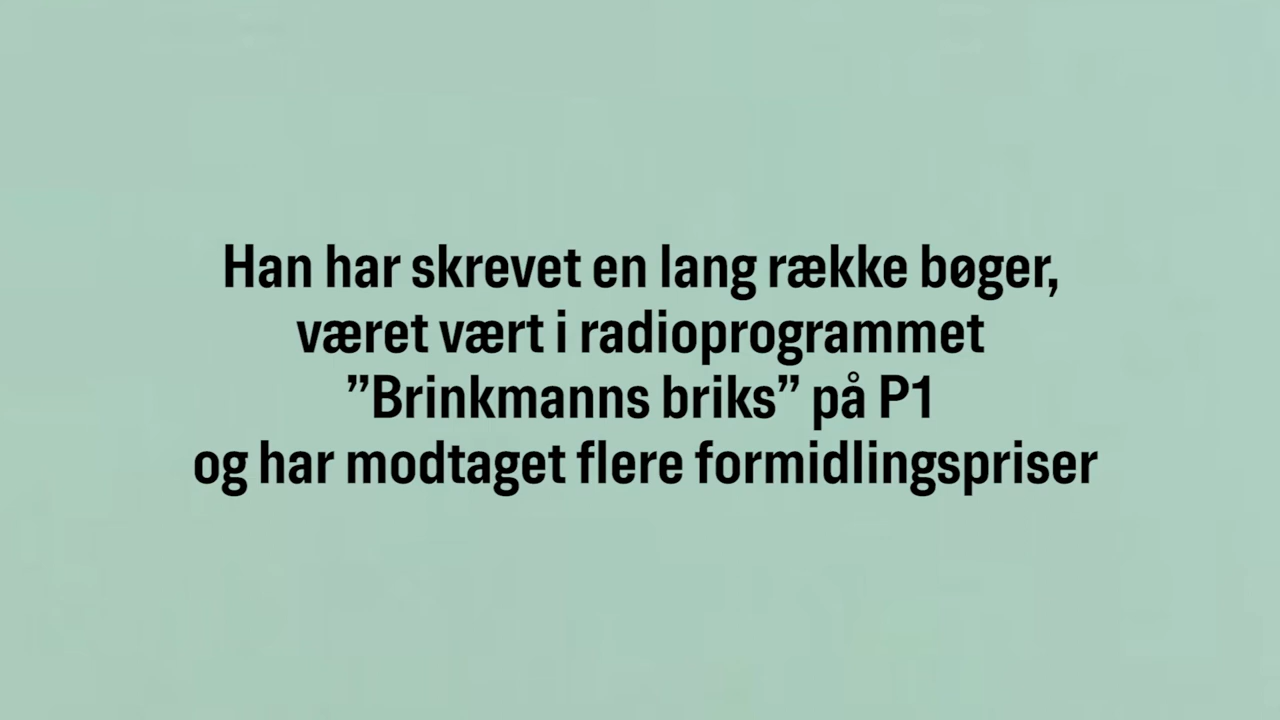 Han har skrevet en lang række bøger,
været vært i radioprogrammet
”Brinkmanns briks” på P1
og har modtaget flere formidlingspriser